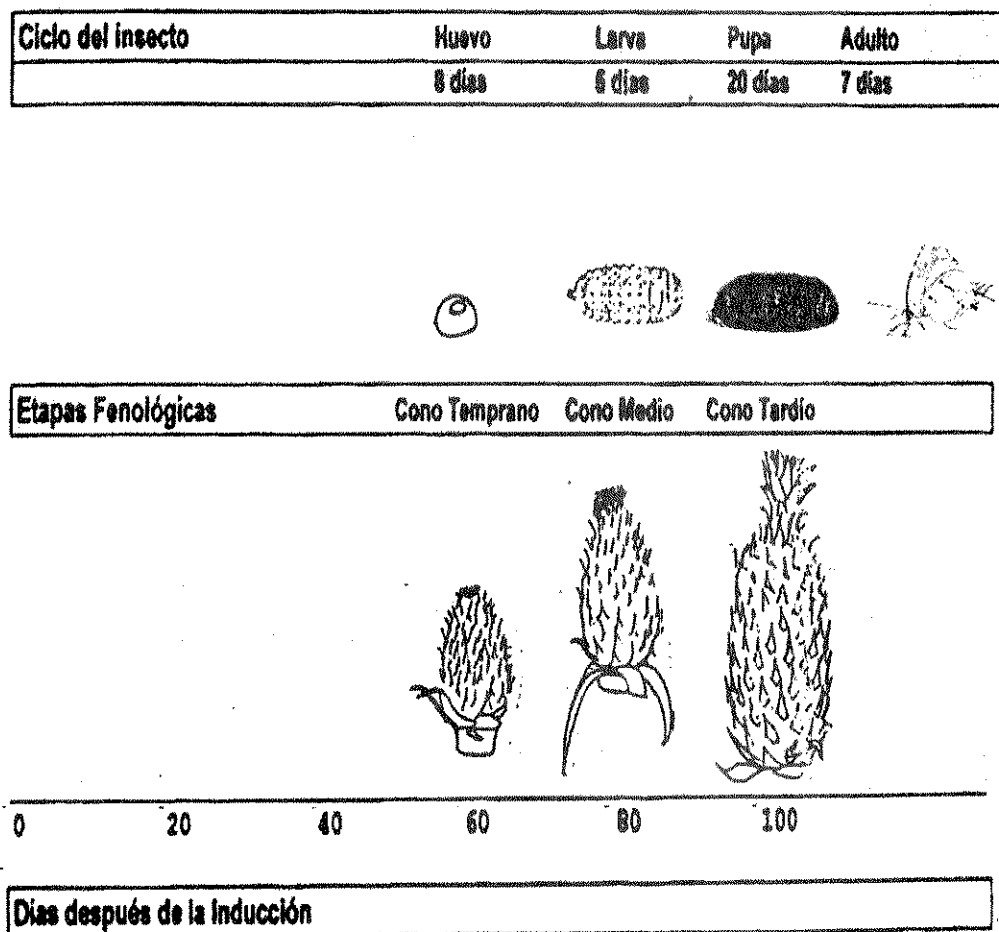 Ciclo del insecto Huevo Larva Pupa Adulto
8 días 6 días 20 días 7 días
Etapas Fenológicas Cono Temprano Cono Medio Cono Tardío
0 20 40 60 80 100
Días después de la Inducción